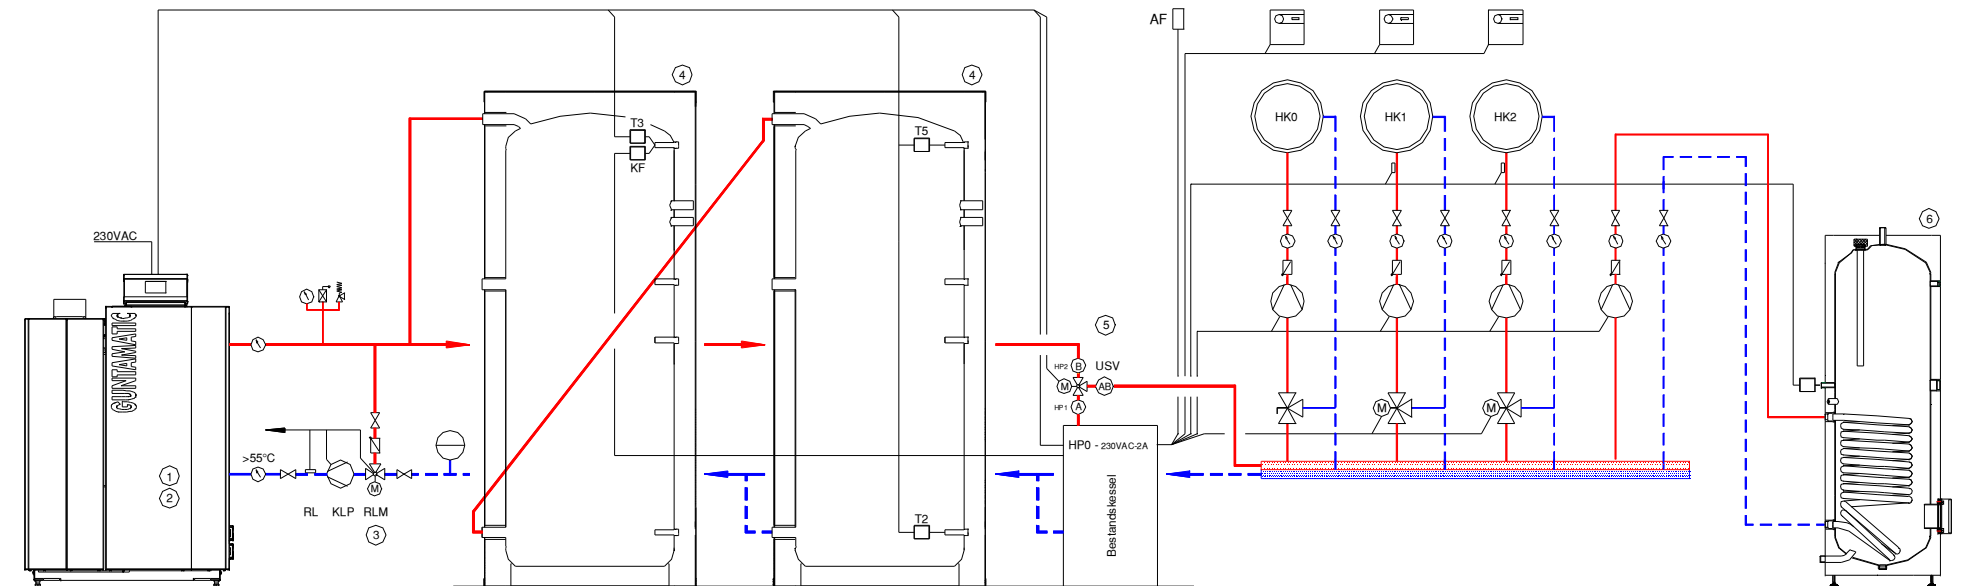 AF
4
4
HK0
HK1
HK2
T3
KF
T5
6
230VAC
GUNTAMATIC
5
HP2
B
USV
M
AB
HP1
A
M
M
HP0 - 230VAC-2A
>55°C
1
2
M
RL
KLP
RLM
3
T2
Bestandskessel